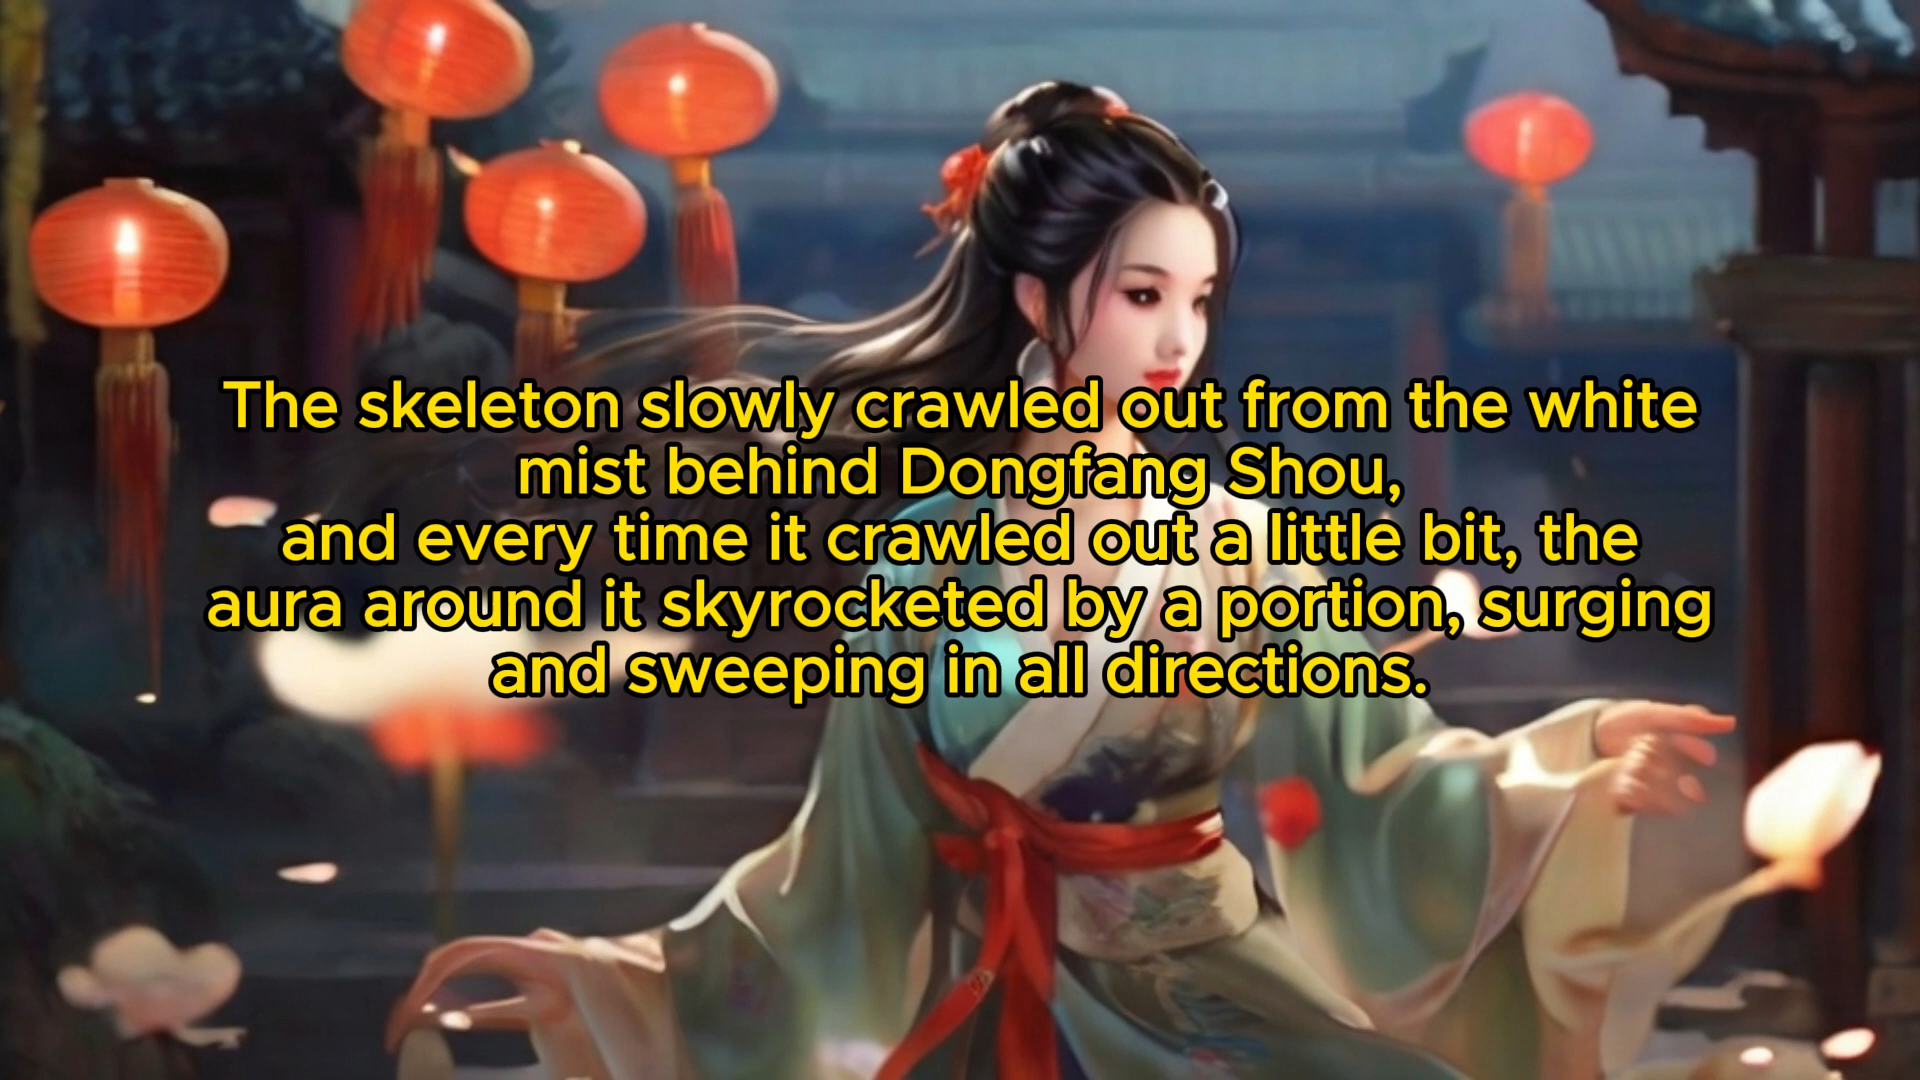 The skeleton slowly crawled out from the white
mist behind Dongfang Shou,
and every time it crawled out a little bit, the
aura around it skyrocketed by a portion, surging
and sweeping in all directions.